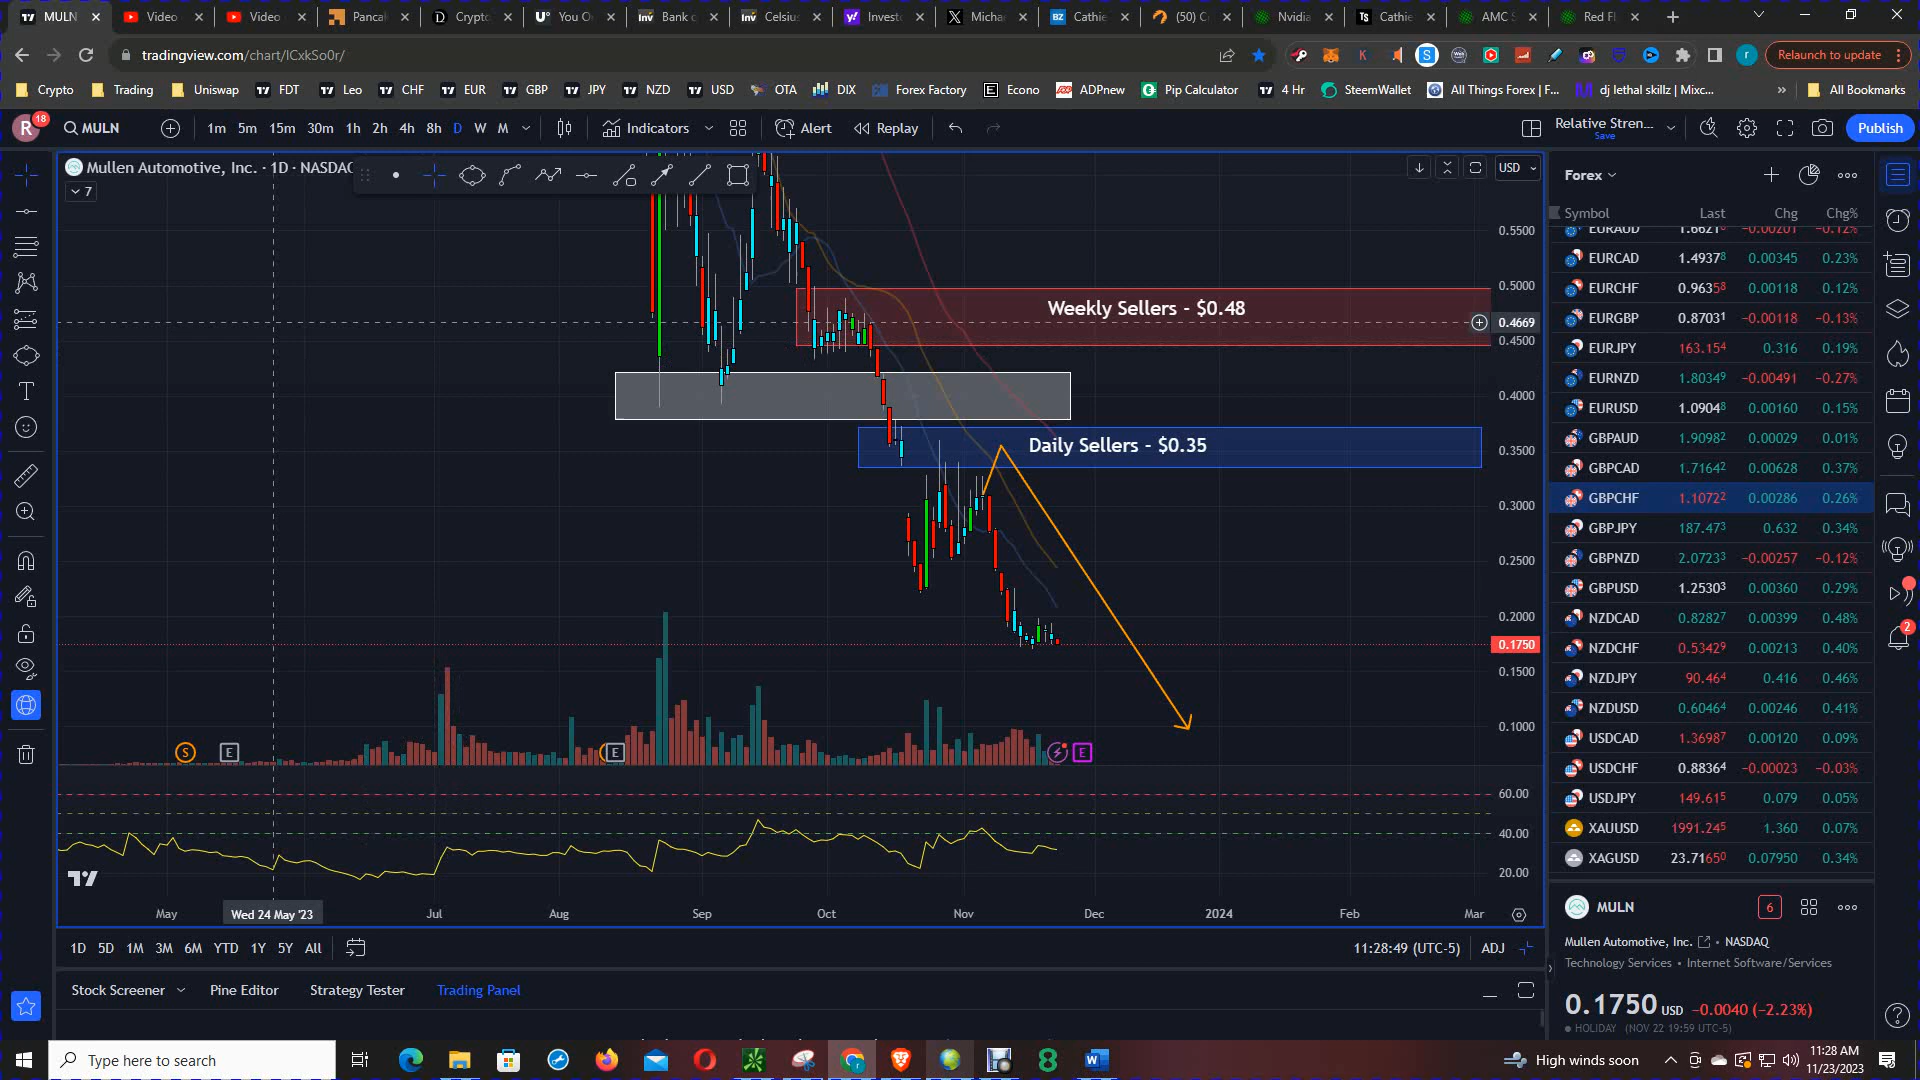 MULN
Video
Video
Panca
Crypto
You O
Bank o
Celsiu
Invest
Micha
Cathie
(50) C
Nvidia
Cathie
AMC S
Red Fl
tradingview.com/chart/lCxkSo0r/
Relaunch to update
Crypto Trading Uniswap FDT Leo CHF EUR GBP JPY NZD USD OTA DIX Forex Factory Econo ADPnew Pip Calculator 4 Hr SteemWallet All Things Forex | F... dj lethal skillz | Mixc... » All Bookmarks
R 18 MULN 1m 5m 15m 30m 1h 2h 4h 8h D W M Indicators Alert Replay Relative Stren... Save Publish
Mullen Automotive, Inc. · 1D · NASDAQ
7
USD
Weekly Sellers - $0.48
Daily Sellers - $0.35
0.5500
0.5000
0.4669
0.4500
0.4000
0.3500
0.3000
0.2500
0.2000
0.1750
0.1500
0.1000
S E E E
60.00
40.00
20.00
May Wed 24 May '23 Jul Aug Sep Oct Nov Dec 2024 Feb Mar
1D 5D 1M 3M 6M YTD 1Y 5Y All
11:28:49 (UTC-5) ADJ
Stock Screener Pine Editor Strategy Tester Trading Panel
Forex
Symbol Last Chg Chg%
EURAUD 1.6621 −0.00201 −0.12%
EURCAD 1.49378 0.00345 0.23%
EURCHF 0.96358 0.00118 0.12%
EURGBP 0.87031 −0.00118 −0.13%
EURJPY 163.154 0.316 0.19%
EURNZD 1.80349 −0.00491 −0.27%
EURUSD 1.09048 0.00160 0.15%
GBPAUD 1.90982 0.00029 0.01%
GBPCAD 1.71642 0.00628 0.37%
GBPCHF 1.10722 0.00286 0.26%
GBPJPY 187.473 0.632 0.34%
GBPNZD 2.07233 −0.00257 −0.12%
GBPUSD 1.25303 0.00360 0.29%
NZDCAD 0.82827 0.00399 0.48%
NZDCHF 0.53429 0.00213 0.40%
NZDJPY 90.464 0.416 0.46%
NZDUSD 0.60464 0.00246 0.41%
USDCAD 1.36987 0.00120 0.09%
USDCHF 0.88364 −0.00023 −0.03%
USDJPY 149.615 0.079 0.05%
XAUUSD 1991.245 1.360 0.07%
XAGUSD 23.71650 0.07950 0.34%
MULN 6
Mullen Automotive, Inc. • NASDAQ
Technology Services • Internet Software/Services
0.1750 USD −0.0040 (−2.23%)
HOLIDAY (NOV 22 19:59 UTC-5)
2
Type here to search
High winds soon
11:28 AM
11/23/2023